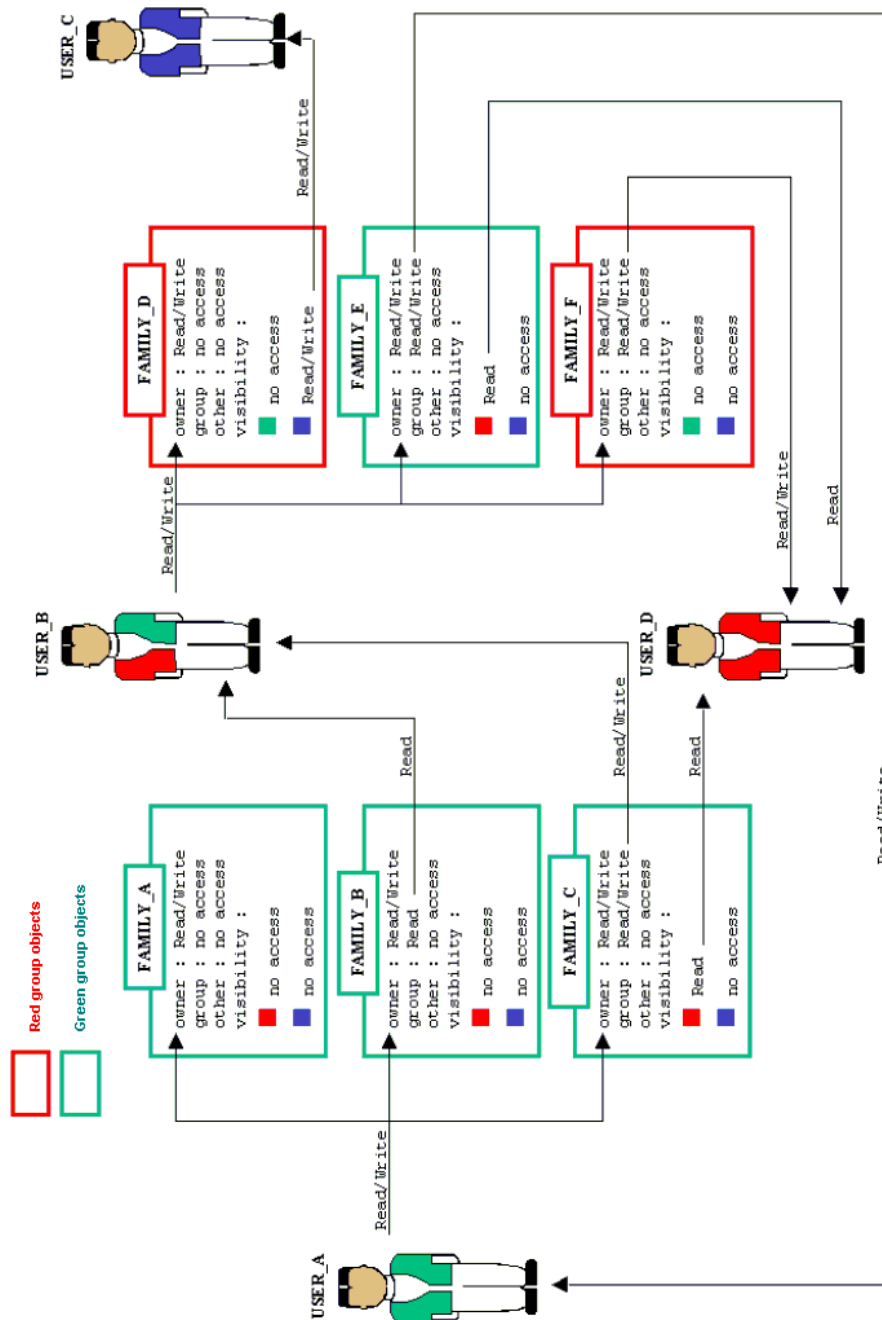 Red group objects
Green group objects
USER_A
Read/Write
FAMILY_A
owner : Read/Write
group : no access
other : no access
visibility :
no access
no access
FAMILY_B
owner : Read/Write
group : Read
other : no access
visibility :
no access
no access
FAMILY_C
owner : Read/Write
group : Read/Write
other : no access
visibility :
Read
no access
Read
Read/Write
Read
USER_B
USER_D
Read/Write
FAMILY_D
owner : Read/Write
group : no access
other : no access
visibility :
no access
Read/Write
FAMILY_E
owner : Read/Write
group : Read/Write
other : no access
visibility :
Read
no access
FAMILY_F
owner : Read/Write
group : Read/Write
other : no access
visibility :
no access
no access
Read/Write
Read/Write
Read
USER_C
Read/Write